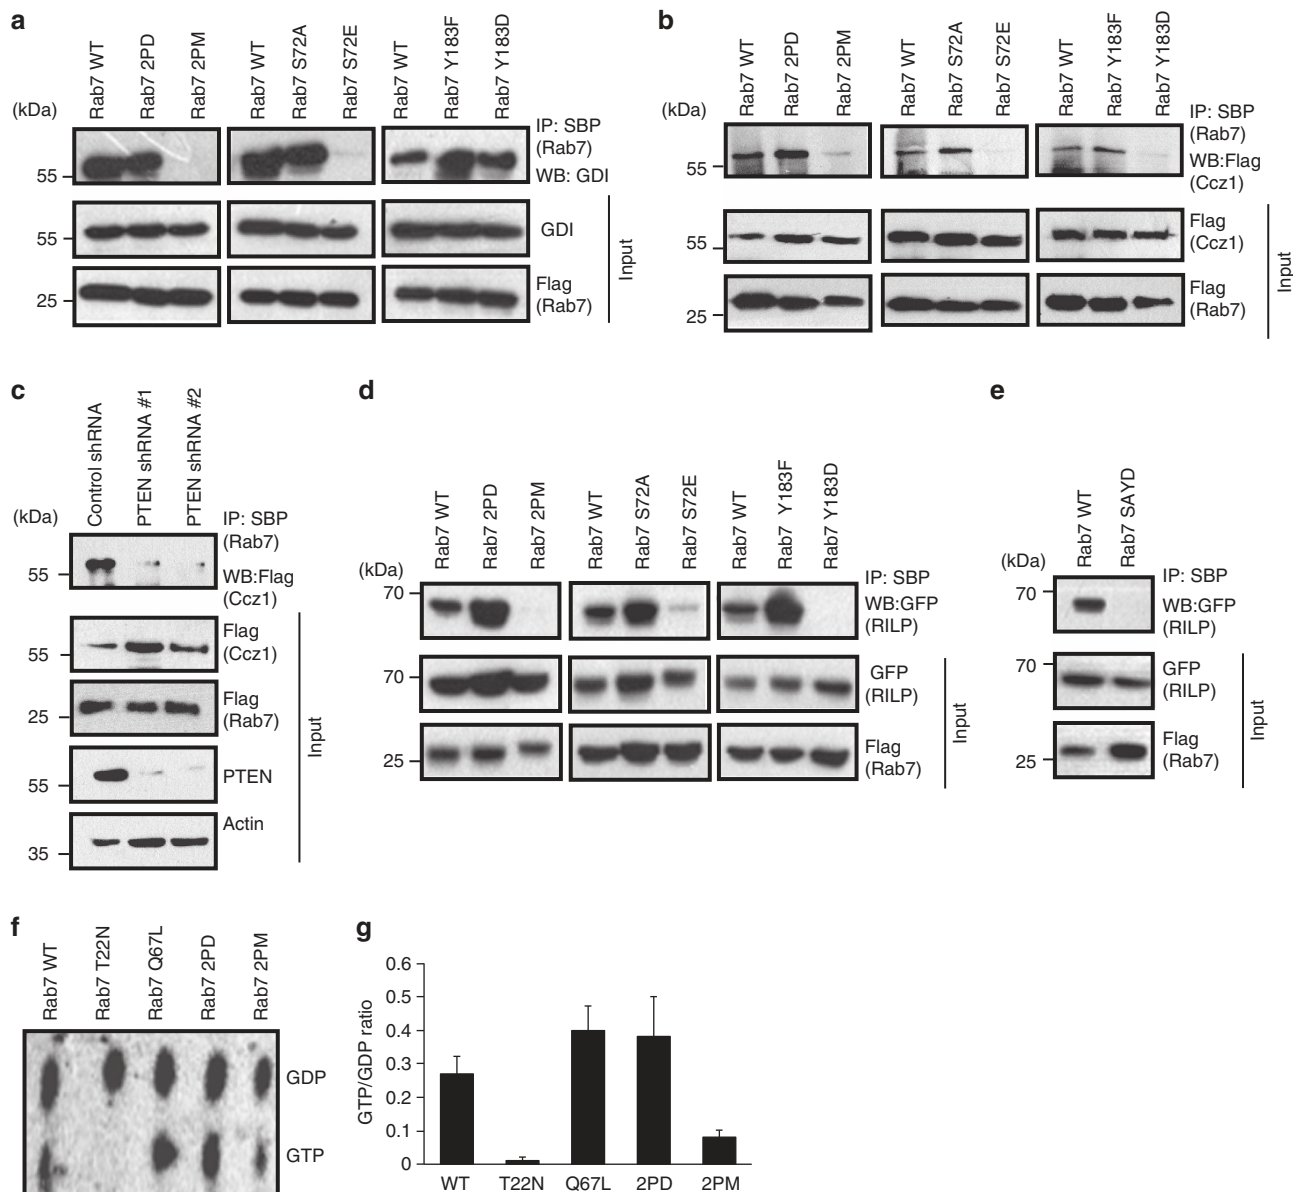 a
(kDa)
Rab7 WT
Rab7 2PD
Rab7 2PM
Rab7 WT
Rab7 S72A
Rab7 S72E
Rab7 WT
Rab7 Y183F
Rab7 Y183D
IP: SBP
(Rab7)
WB: GDI
55
55
GDI
25
Flag
(Rab7)
Input
b
(kDa)
Rab7 WT
Rab7 2PD
Rab7 2PM
Rab7 WT
Rab7 S72A
Rab7 S72E
Rab7 WT
Rab7 Y183F
Rab7 Y183D
IP: SBP
(Rab7)
WB:Flag
(Ccz1)
55
55
Flag
(Ccz1)
25
Flag
(Rab7)
Input
c
(kDa)
Control shRNA
PTEN shRNA #1
PTEN shRNA #2
IP: SBP
(Rab7)
WB:Flag
(Ccz1)
55
Flag
(Ccz1)
55
Flag
(Rab7)
25
PTEN
55
Actin
35
Input
d
(kDa)
Rab7 WT
Rab7 2PD
Rab7 2PM
Rab7 WT
Rab7 S72A
Rab7 S72E
Rab7 WT
Rab7 Y183F
Rab7 Y183D
IP: SBP
WB:GFP
(RILP)
70
70
GFP
(RILP)
25
Flag
(Rab7)
Input
e
(kDa)
Rab7 WT
Rab7 SAYD
IP: SBP
WB:GFP
(RILP)
70
70
GFP
(RILP)
25
Flag
(Rab7)
Input
f
Rab7 WT
Rab7 T22N
Rab7 Q67L
Rab7 2PD
Rab7 2PM
GDP
GTP
g
GTP/GDP ratio
0.6
0.5
0.4
0.3
0.2
0.1
0
WT
T22N
Q67L
2PD
2PM